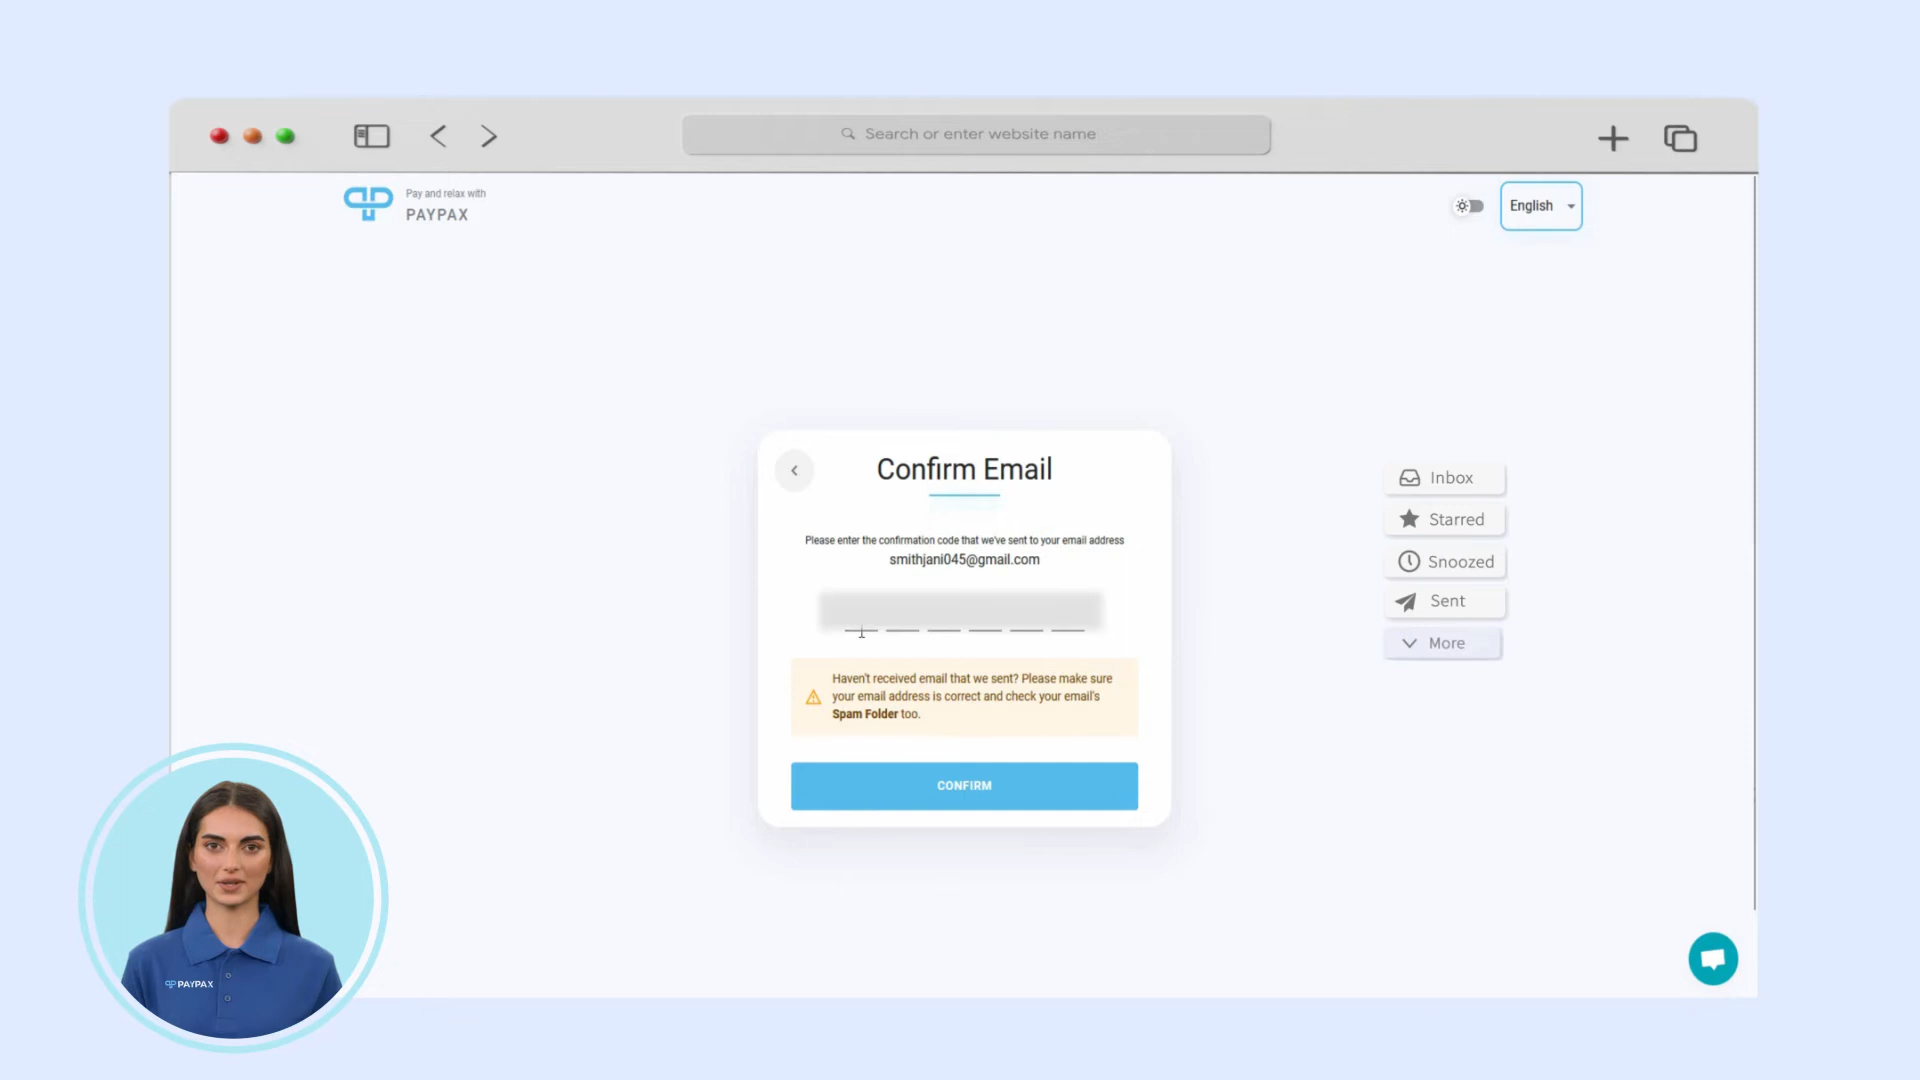 Search or enter website name
Pay and relax with
PAYPAX
English
Confirm Email
Please enter the confirmation code that we've sent to your email address
smithjani045@gmail.com
Haven't received email that we sent? Please make sure
your email address is correct and check your email's
Spam Folder too.
CONFIRM
Inbox
Starred
Snoozed
Sent
More
PAYPAX